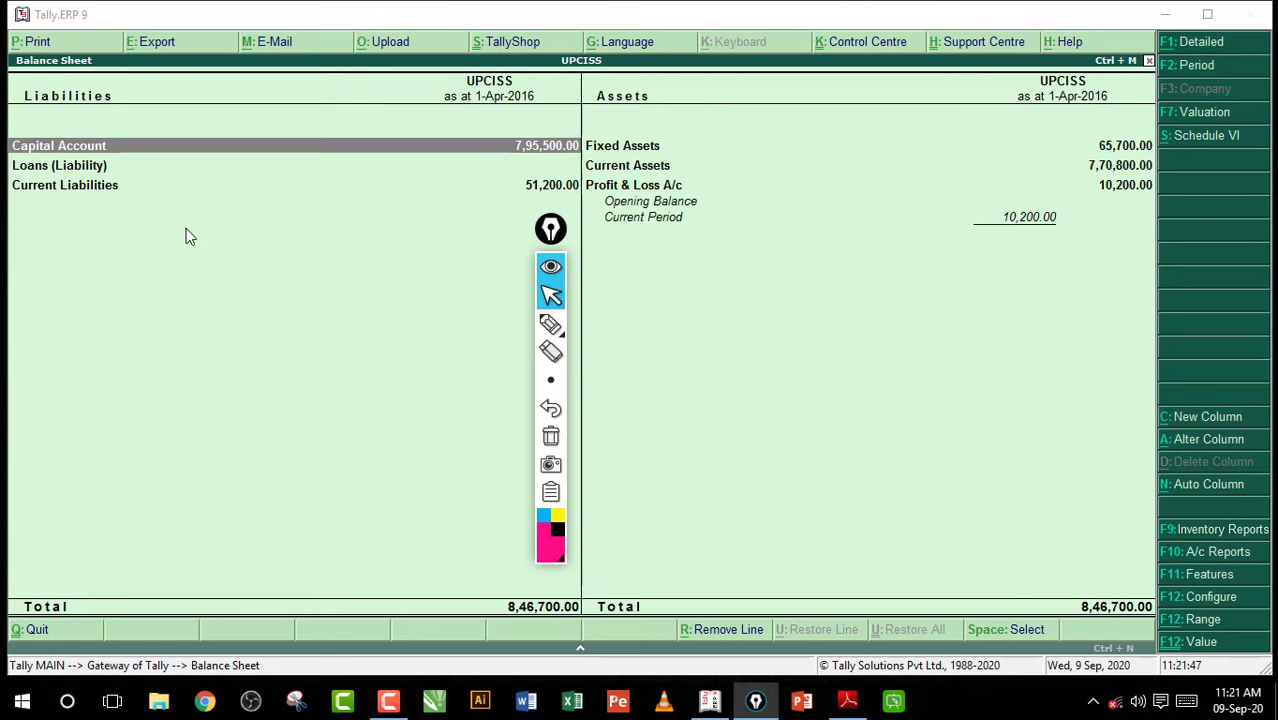 Tally.ERP 9
P: Print E: Export M: E-Mail O: Upload S: TallyShop G: Language K: Keyboard K: Control Centre H: Support Centre H: Help
Balance Sheet UPCISS Ctrl + M
Liabilities UPCISS as at 1-Apr-2016 Assets UPCISS as at 1-Apr-2016
Capital Account 7,95,500.00 Fixed Assets 65,700.00
Loans (Liability) Current Assets 7,70,800.00
Current Liabilities 51,200.00 Profit & Loss A/c 10,200.00
Opening Balance
Current Period 10,200.00
Total 8,46,700.00 Total 8,46,700.00
F1: Detailed
F2: Period
F3: Company
F7: Valuation
S: Schedule VI
C: New Column
A: Alter Column
D: Delete Column
N: Auto Column
F9: Inventory Reports
F10: A/c Reports
F11: Features
F12: Configure
F12: Range
F12: Value
Q: Quit R: Remove Line U: Restore Line U: Restore All Space: Select
Ctrl + N
Tally MAIN --> Gateway of Tally --> Balance Sheet © Tally Solutions Pvt Ltd., 1988-2020 Wed, 9 Sep, 2020 11:21:47
Ai Pe
11:21 AM
09-Sep-20